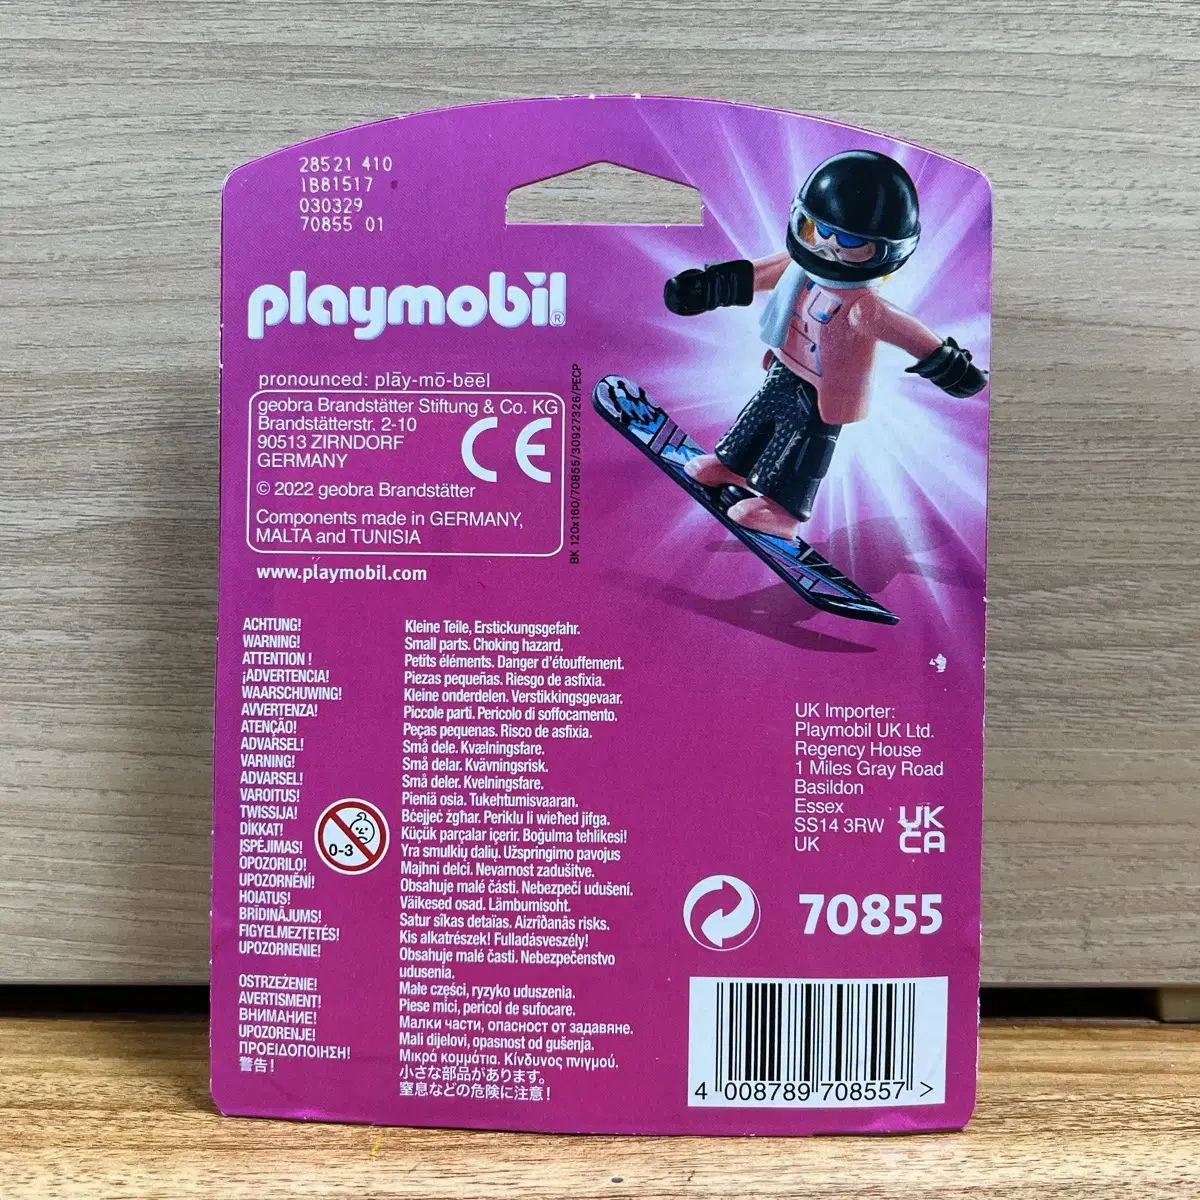 28521 410
IB81517
030329
70855 01
playmobil®
pronounced: plāy-mō-bēēl
geobra Brandstätter Stiftung & Co. KG
Brandstätterstr. 2-10
90513 ZIRNDORF
GERMANY
CE
© 2022 geobra Brandstätter
Components made in GERMANY,
MALTA and TUNISIA
www.playmobil.com
BK 120x160/70855/30927326/PECP
ACHTUNG!
WARNING!
ATTENTION !
¡ADVERTENCIA!
WAARSCHUWING!
AVVERTENZA!
ATENÇÃO!
ADVARSEL!
VARNING!
ADVARSEL!
VAROITUS!
TWISSIJA!
DİKKAT!
ĮSPĖJIMAS!
OPOZORILO!
UPOZORNĚNÍ!
HOIATUS!
BRĪDINĀJUMS!
FIGYELMEZTETÉS!
UPOZORNENIE!
OSTRZEŻENIE!
AVERTISMENT!
ВНИМАНИЕ!
UPOZORENJE!
ΠΡΟΕΙΔΟΠΟΙΗΣΗ!
警告!
0-3
Kleine Teile, Erstickungsgefahr.
Small parts. Choking hazard.
Petits éléments. Danger d'étouffement.
Piezas pequeñas. Riesgo de asfixia.
Kleine onderdelen. Verstikkingsgevaar.
Piccole parti. Pericolo di soffocamento.
Peças pequenas. Risco de asfixia.
Små dele. Kvælningsfare.
Små delar. Kvävningsrisk.
Små deler. Kvelningsfare.
Pieniä osia. Tukehtumisvaaran.
Bċejjeċ żgħar. Periklu li wieħed jifga.
Küçük parçalar içerir. Boğulma tehlikesi!
Yra smulkių dalių. Užspringimo pavojus
Majhni delci. Nevarnost zadušitve.
Obsahuje malé části. Nebezpečí udušení.
Väikesed osad. Lämbumisoht.
Satur sīkas detaļas. Aizrīšanās risks.
Kis alkatrészek! Fulladásveszély!
Obsahuje malé časti. Nebezpečenstvo
udusenia.
Małe części, ryzyko uduszenia.
Piese mici, pericol de sufocare.
Малки части, опасност от задавяне.
Mali dijelovi, opasnost od gušenja.
Μικρά κομμάτια. Κίνδυνος πνιγμού.
小さな部品があります。
窒息などの危険に注意!
UK Importer:
Playmobil UK Ltd.
Regency House
1 Miles Gray Road
Basildon
Essex
SS14 3RW
UK
UK
CA
70855
4 008789 708557 >